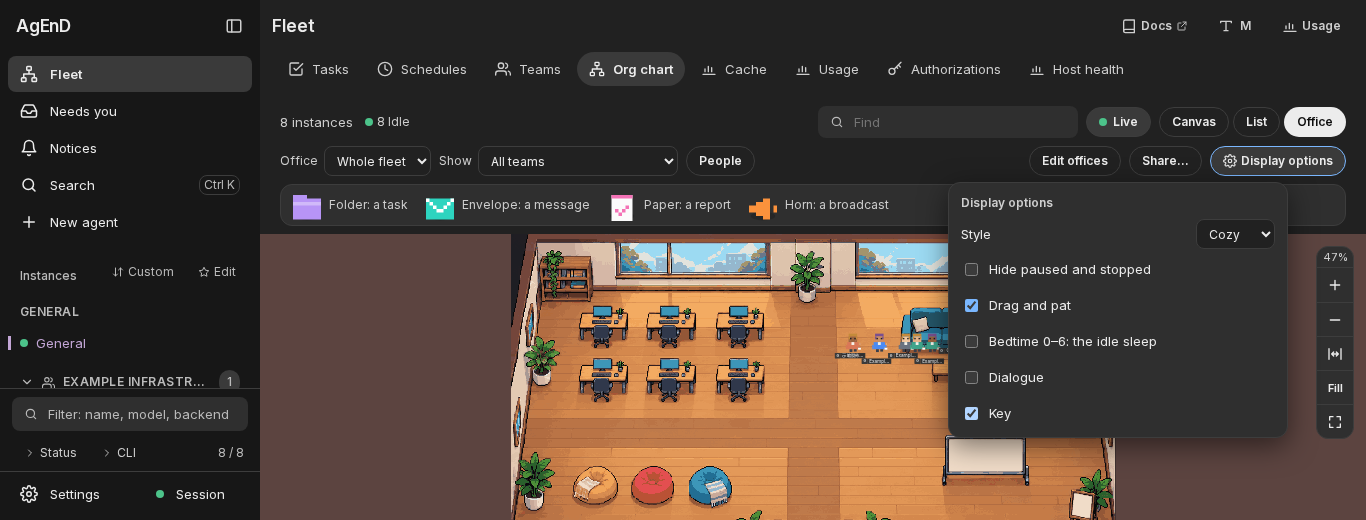 AgEnD
Fleet
Needs you
Notices
Search
Ctrl K
New agent
Instances
Custom
Edit
GENERAL
General
EXAMPLE INFRASTR...
1
Filter: name, model, backend
Status
CLI
8 / 8
Settings
Session
Fleet
Docs
M
Usage
Tasks
Schedules
Teams
Org chart
Cache
Usage
Authorizations
Host health
8 instances
8 Idle
Find
Live
Canvas
List
Office
Office
Whole fleet
Show
All teams
People
Edit offices
Share...
Display options
Folder: a task
Envelope: a message
Paper: a report
Horn: a broadcast
Display options
Style
Cozy
Hide paused and stopped
Drag and pat
Bedtime 0–6: the idle sleep
Dialogue
Key
47%
Fill